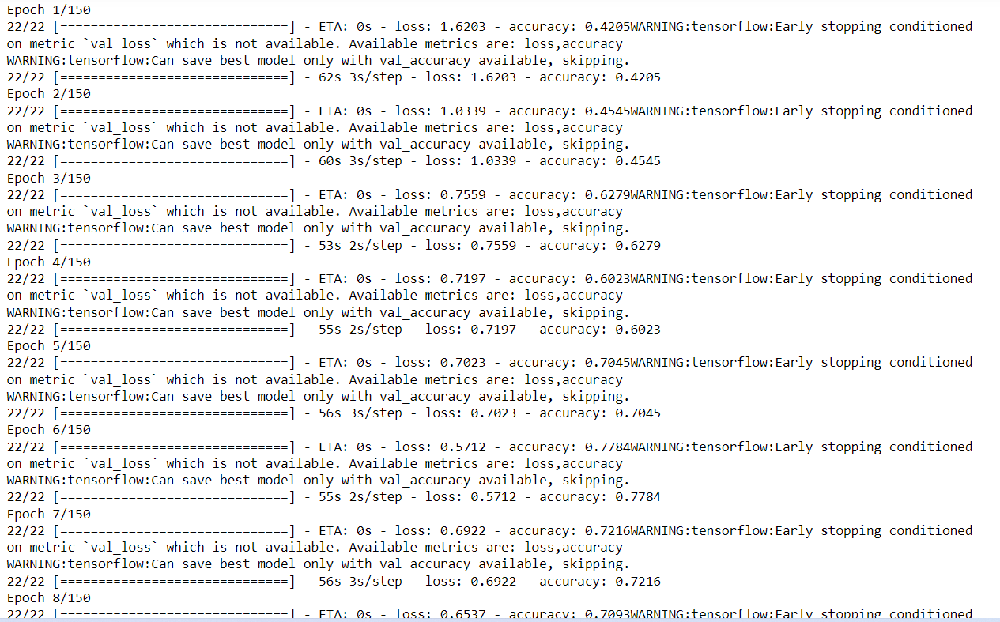 Epoch 1/150
22/22 [==============================] - ETA: 0s - loss: 1.6203 - accuracy: 0.4205WARNING:tensorflow:Early stopping conditioned
on metric `val_loss` which is not available. Available metrics are: loss,accuracy
WARNING:tensorflow:Can save best model only with val_accuracy available, skipping.
22/22 [==============================] - 62s 3s/step - loss: 1.6203 - accuracy: 0.4205
Epoch 2/150
22/22 [==============================] - ETA: 0s - loss: 1.0339 - accuracy: 0.4545WARNING:tensorflow:Early stopping conditioned
on metric `val_loss` which is not available. Available metrics are: loss,accuracy
WARNING:tensorflow:Can save best model only with val_accuracy available, skipping.
22/22 [==============================] - 60s 3s/step - loss: 1.0339 - accuracy: 0.4545
Epoch 3/150
22/22 [==============================] - ETA: 0s - loss: 0.7559 - accuracy: 0.6279WARNING:tensorflow:Early stopping conditioned
on metric `val_loss` which is not available. Available metrics are: loss,accuracy
WARNING:tensorflow:Can save best model only with val_accuracy available, skipping.
22/22 [==============================] - 53s 2s/step - loss: 0.7559 - accuracy: 0.6279
Epoch 4/150
22/22 [==============================] - ETA: 0s - loss: 0.7197 - accuracy: 0.6023WARNING:tensorflow:Early stopping conditioned
on metric `val_loss` which is not available. Available metrics are: loss,accuracy
WARNING:tensorflow:Can save best model only with val_accuracy available, skipping.
22/22 [==============================] - 55s 2s/step - loss: 0.7197 - accuracy: 0.6023
Epoch 5/150
22/22 [==============================] - ETA: 0s - loss: 0.7023 - accuracy: 0.7045WARNING:tensorflow:Early stopping conditioned
on metric `val_loss` which is not available. Available metrics are: loss,accuracy
WARNING:tensorflow:Can save best model only with val_accuracy available, skipping.
22/22 [==============================] - 56s 3s/step - loss: 0.7023 - accuracy: 0.7045
Epoch 6/150
22/22 [==============================] - ETA: 0s - loss: 0.5712 - accuracy: 0.7784WARNING:tensorflow:Early stopping conditioned
on metric `val_loss` which is not available. Available metrics are: loss,accuracy
WARNING:tensorflow:Can save best model only with val_accuracy available, skipping.
22/22 [==============================] - 55s 2s/step - loss: 0.5712 - accuracy: 0.7784
Epoch 7/150
22/22 [==============================] - ETA: 0s - loss: 0.6922 - accuracy: 0.7216WARNING:tensorflow:Early stopping conditioned
on metric `val_loss` which is not available. Available metrics are: loss,accuracy
WARNING:tensorflow:Can save best model only with val_accuracy available, skipping.
22/22 [==============================] - 56s 3s/step - loss: 0.6922 - accuracy: 0.7216
Epoch 8/150
22/22 [==============================] - ETA: 0s - loss: 0.6537 - accuracy: 0.7093WARNING:tensorflow:Early stopping conditioned